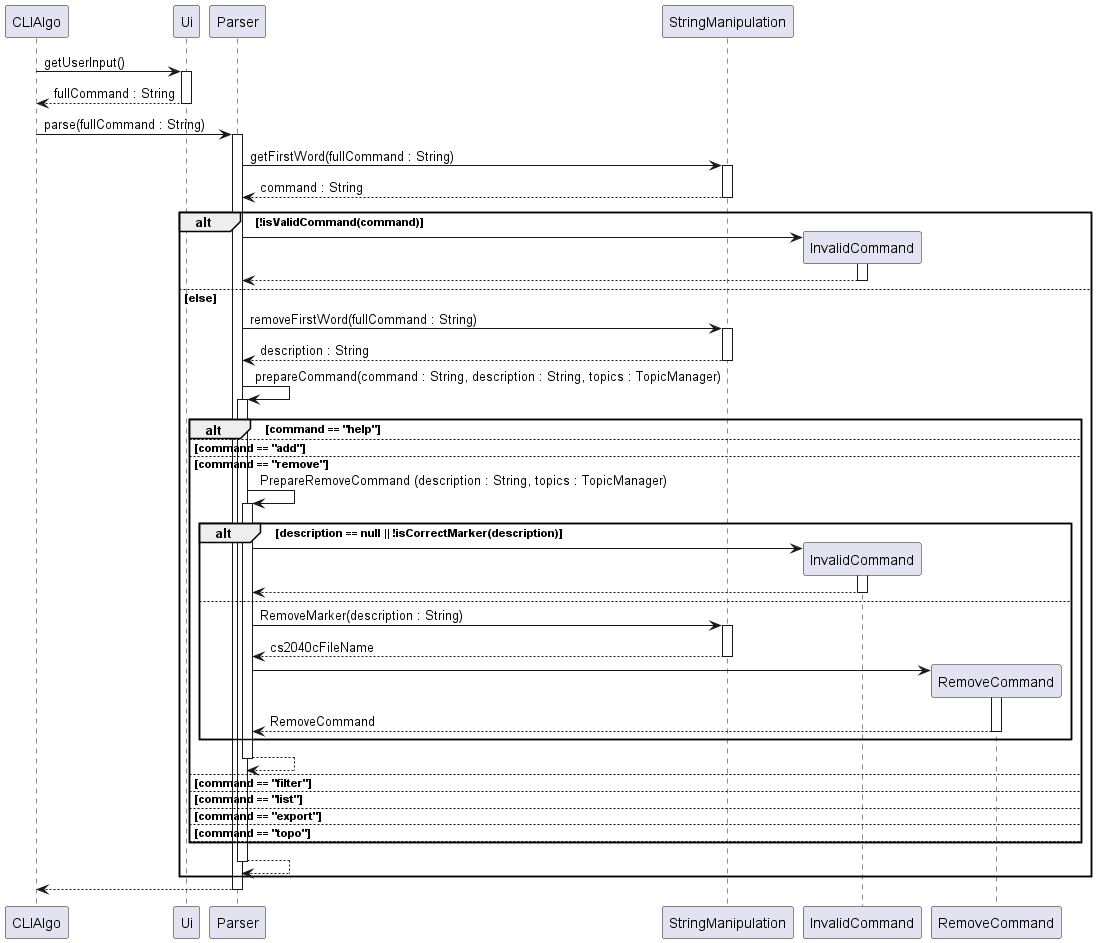 CLIAlgo Ui Parser StringManipulation
getUserInput()
fullCommand : String
parse(fullCommand : String)
getFirstWord(fullCommand : String)
command : String
alt [!isValidCommand(command)]
InvalidCommand
[else]
removeFirstWord(fullCommand : String)
description : String
prepareCommand(command : String, description : String, topics : TopicManager)
alt [command == "help"]
[command == "add"]
[command == "remove"]
PrepareRemoveCommand (description : String, topics : TopicManager)
alt [description == null || !isCorrectMarker(description)]
InvalidCommand
RemoveMarker(description : String)
cs2040cFileName
RemoveCommand
RemoveCommand
[command == "filter"]
[command == "list"]
[command == "export"]
[command == "topo"]
CLIAlgo Ui Parser StringManipulation InvalidCommand RemoveCommand